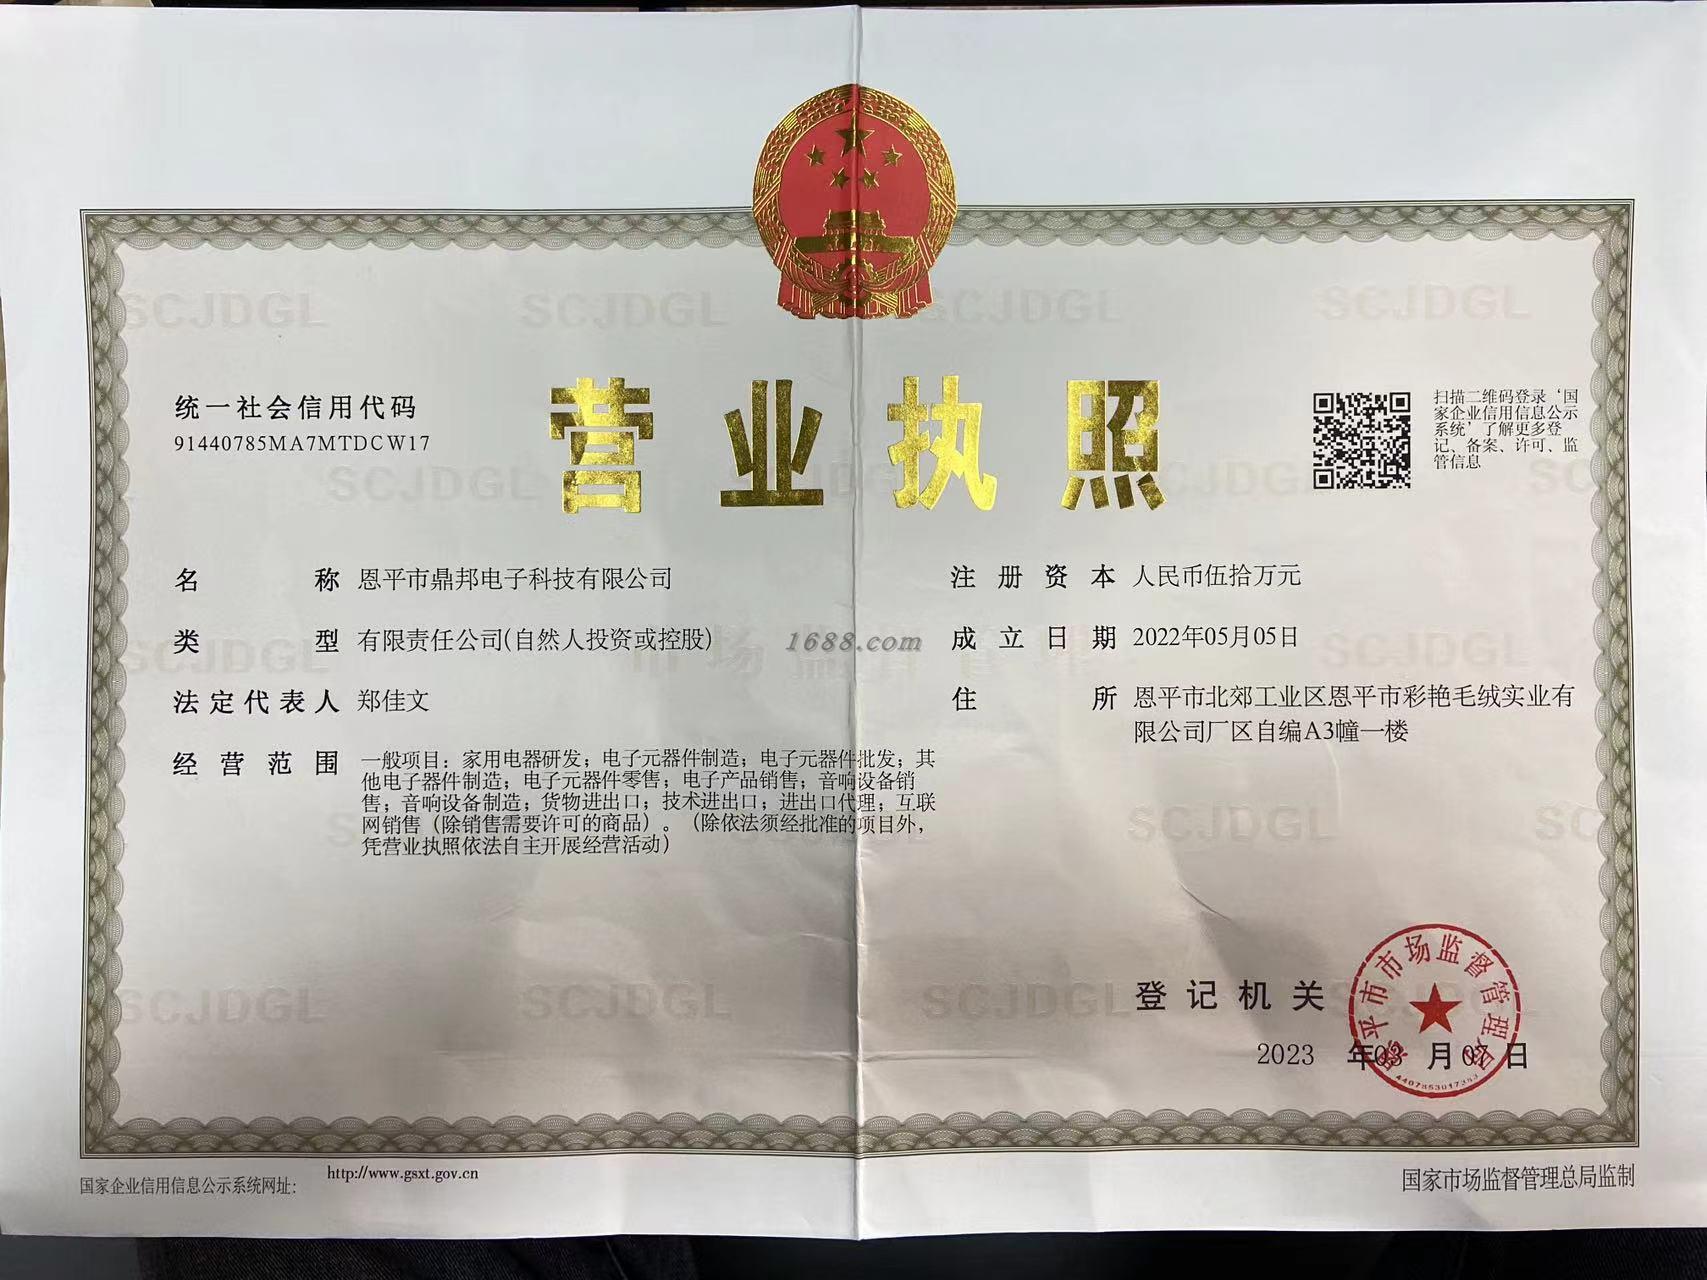 营业执照
统一社会信用代码
91440785MA7MTDCW17
扫描二维码登录‘国
家企业信用信息公示
系统’了解更多登
记、备案、许可、监
管信息
名称 恩平市鼎邦电子科技有限公司
类型 有限责任公司(自然人投资或控股)
法定代表人 郑佳文
经营范围 一般项目：家用电器研发；电子元器件制造；电子元器件批发；其
他电子器件制造；电子元器件零售；电子产品销售；音响设备销
售；音响设备制造；货物进出口；技术进出口；进出口代理；互联
网销售（除销售需要许可的商品）。（除依法须经批准的项目外，
凭营业执照依法自主开展经营活动）
注册资本 人民币伍拾万元
成立日期 2022年05月05日
住所 恩平市北郊工业区恩平市彩艳毛绒实业有
限公司厂区自编A3幢一楼
1688.com
登记机关
恩平市市场监督管理局
2023 年03 月07 日
国家企业信用信息公示系统网址：
http://www.gsxt.gov.cn
国家市场监督管理总局监制
SCJDGL